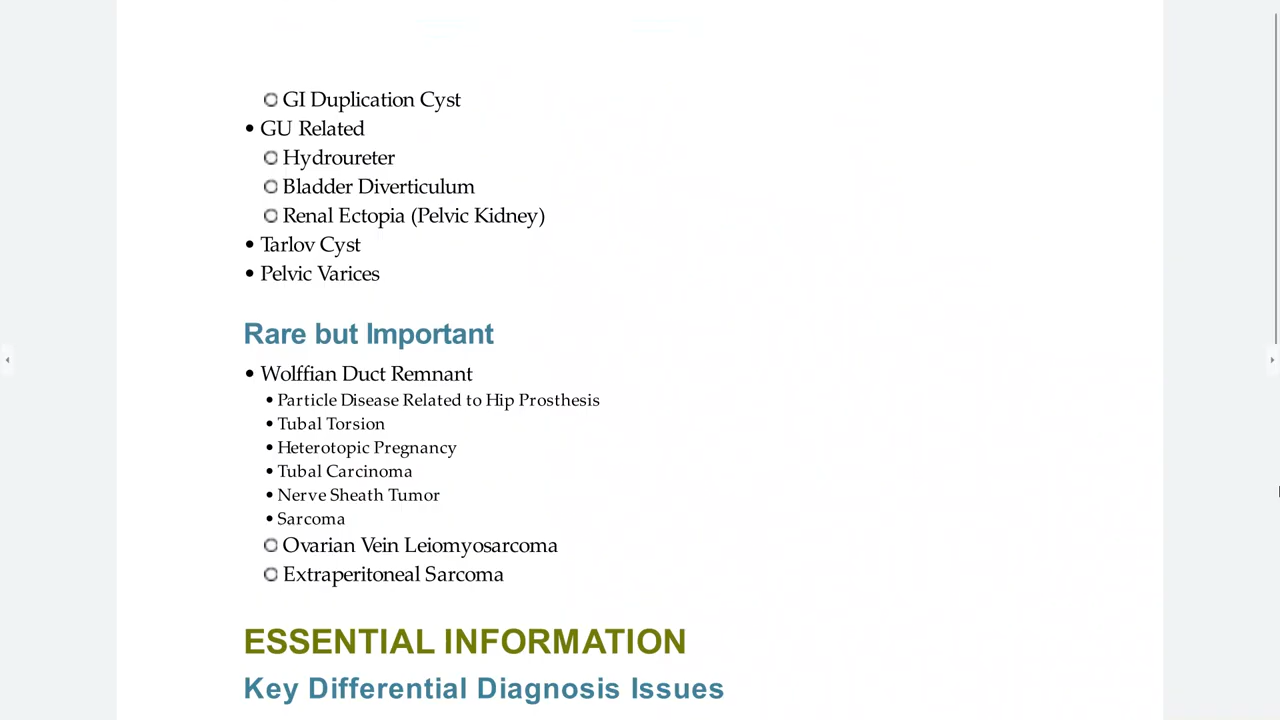 ○ GI Duplication Cyst
• GU Related
○ Hydroureter
○ Bladder Diverticulum
○ Renal Ectopia (Pelvic Kidney)
• Tarlov Cyst
• Pelvic Varices
Rare but Important
• Wolffian Duct Remnant
• Particle Disease Related to Hip Prosthesis
• Tubal Torsion
• Heterotopic Pregnancy
• Tubal Carcinoma
• Nerve Sheath Tumor
• Sarcoma
○ Ovarian Vein Leiomyosarcoma
○ Extraperitoneal Sarcoma
ESSENTIAL INFORMATION
Key Differential Diagnosis Issues